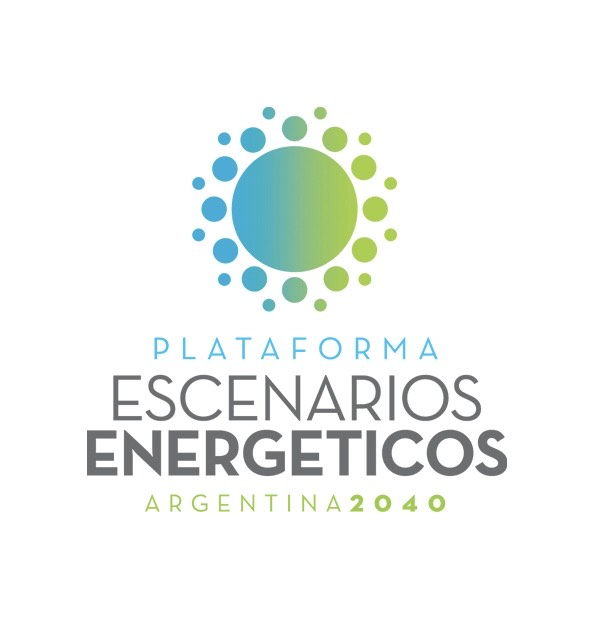 PLATAFORMA
ESCENARIOS
ENERGETICOS
ARGENTINA2040